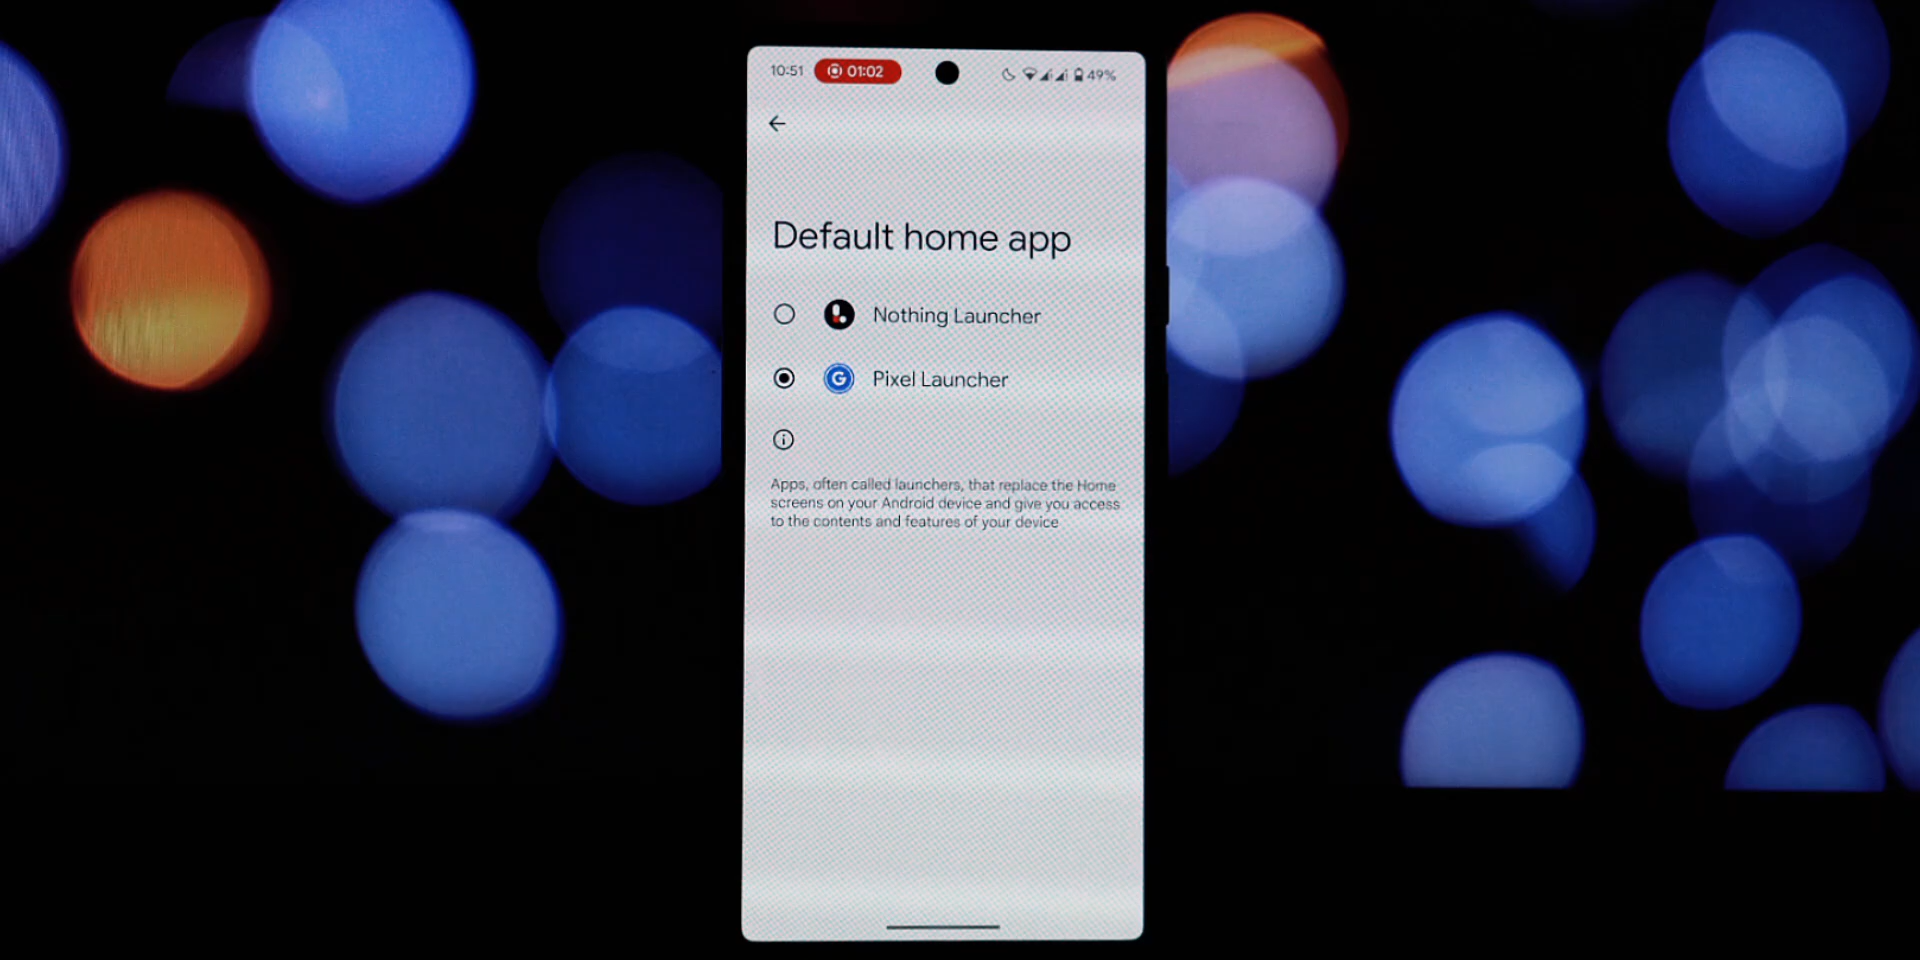 10:51 01:02 49%
Default home app
Nothing Launcher
G Pixel Launcher
Apps, often called launchers, that replace the Home
screens on your Android device and give you access
to the contents and features of your device